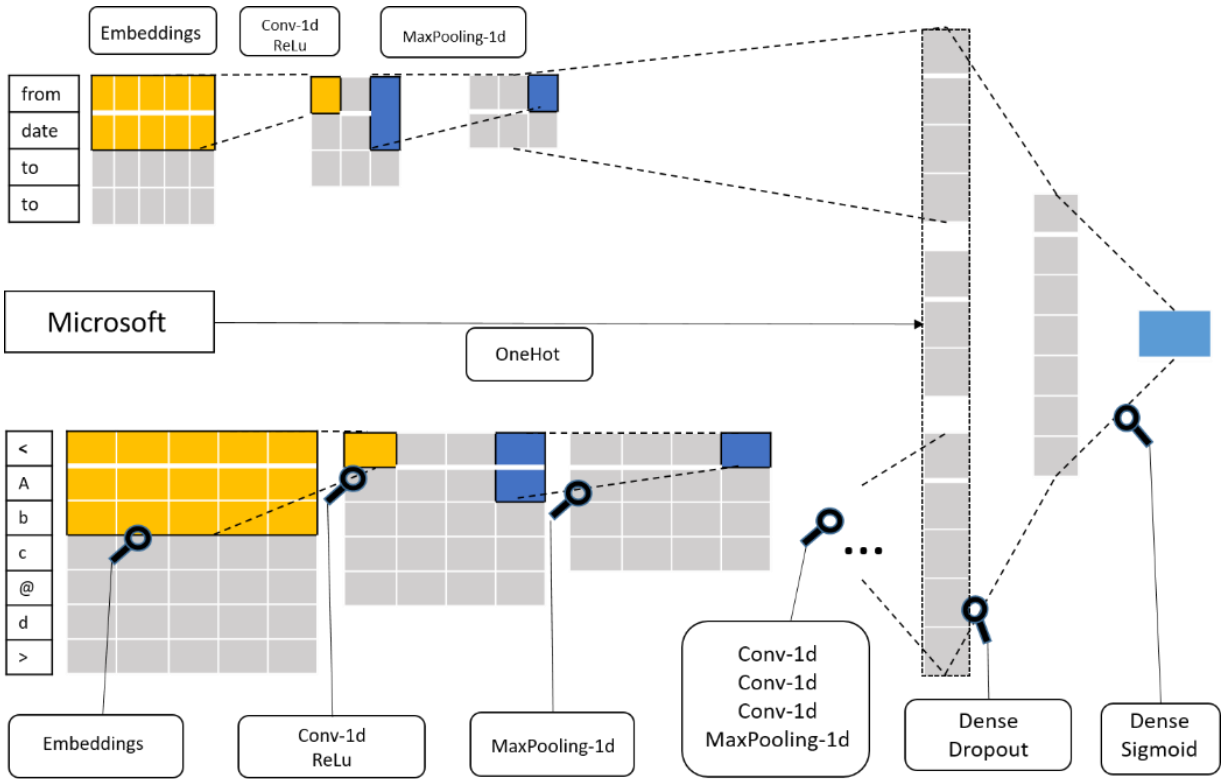 Embeddings
Conv-1d
ReLu
MaxPooling-1d
from
date
to
to
Microsoft
OneHot
<
A
b
c
@
d
>
...
Embeddings
Conv-1d
ReLu
MaxPooling-1d
Conv-1d
Conv-1d
Conv-1d
MaxPooling-1d
Dense
Dropout
Dense
Sigmoid